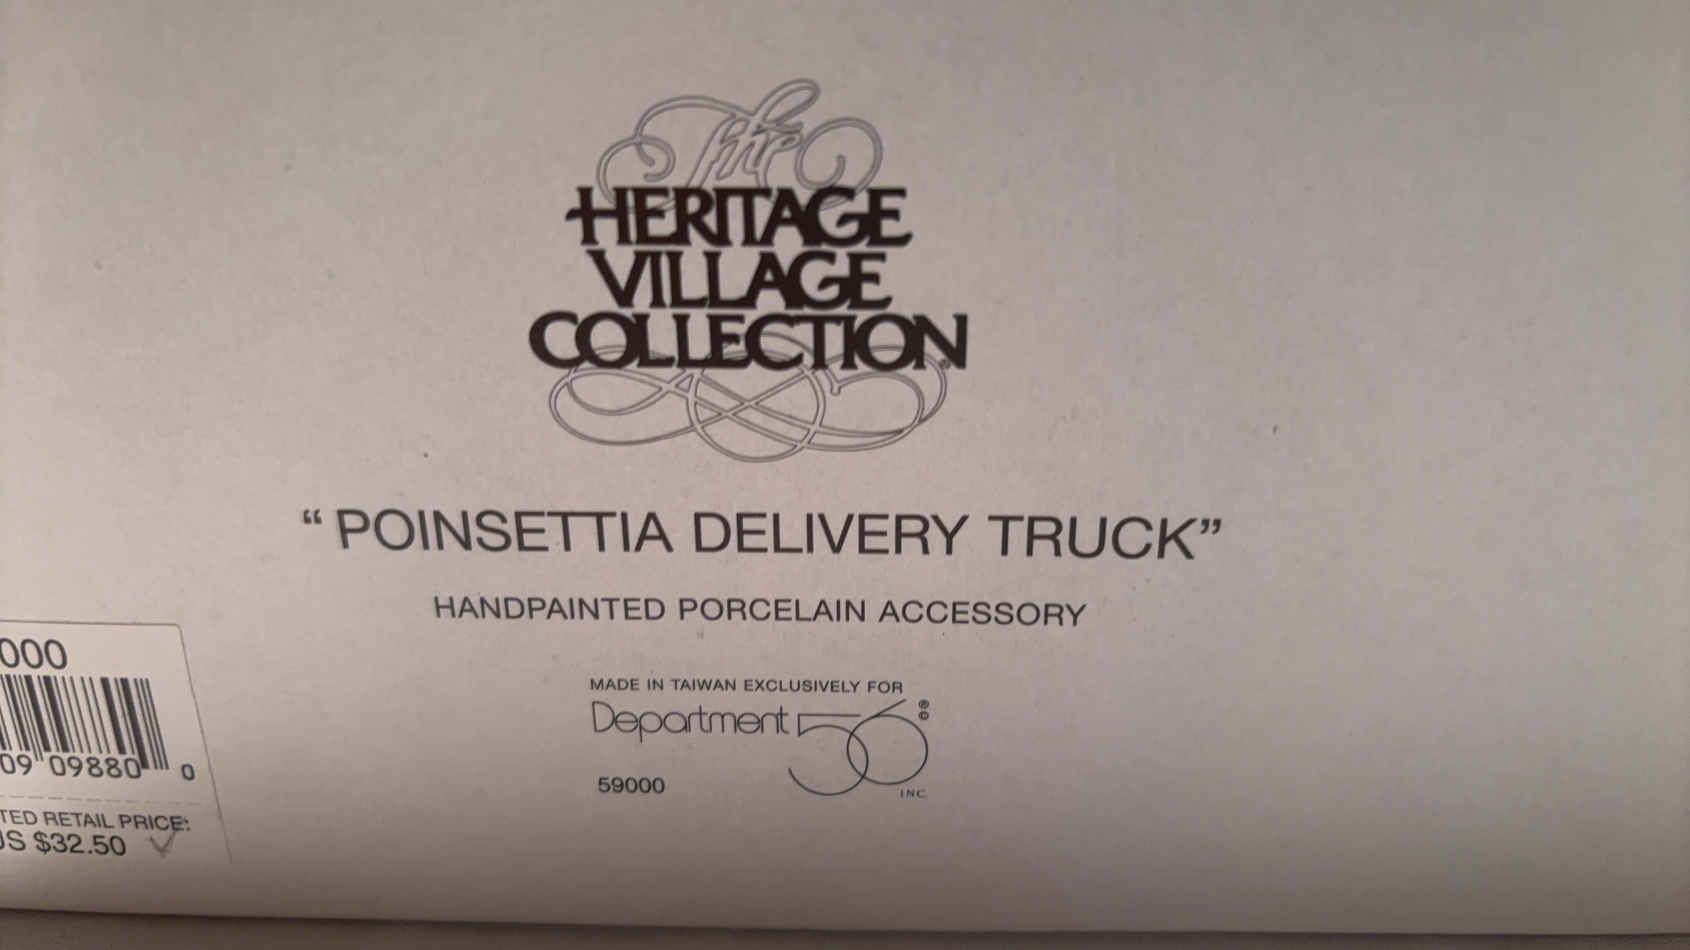 The
HERITAGE
VILLAGE
COLLECTION®
“POINSETTIA DELIVERY TRUCK”
HANDPAINTED PORCELAIN ACCESSORY
MADE IN TAIWAN EXCLUSIVELY FOR
Department 56®©
INC.
59000
000
09 09880 0
TED RETAIL PRICE:
US $32.50